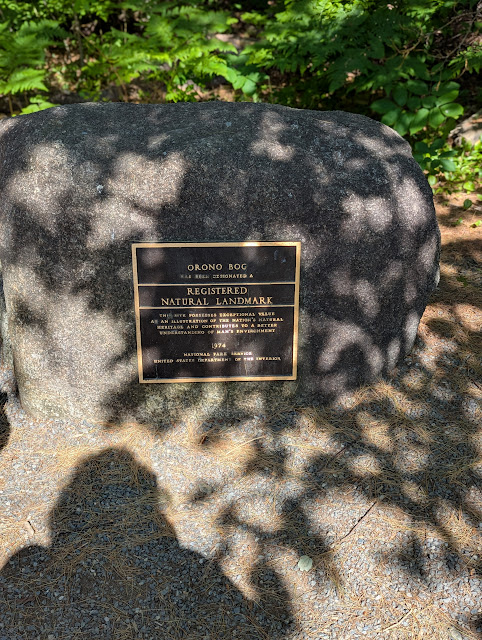 ORONO BOG
HAS BEEN DESIGNATED A
REGISTERED
NATURAL LANDMARK
THIS SITE POSSESSES EXCEPTIONAL VALUE
AS AN ILLUSTRATION OF THE NATION'S NATURAL
HERITAGE AND CONTRIBUTES TO A BETTER
UNDERSTANDING OF MAN'S ENVIRONMENT
1974
NATIONAL PARK SERVICE
UNITED STATES DEPARTMENT OF THE INTERIOR